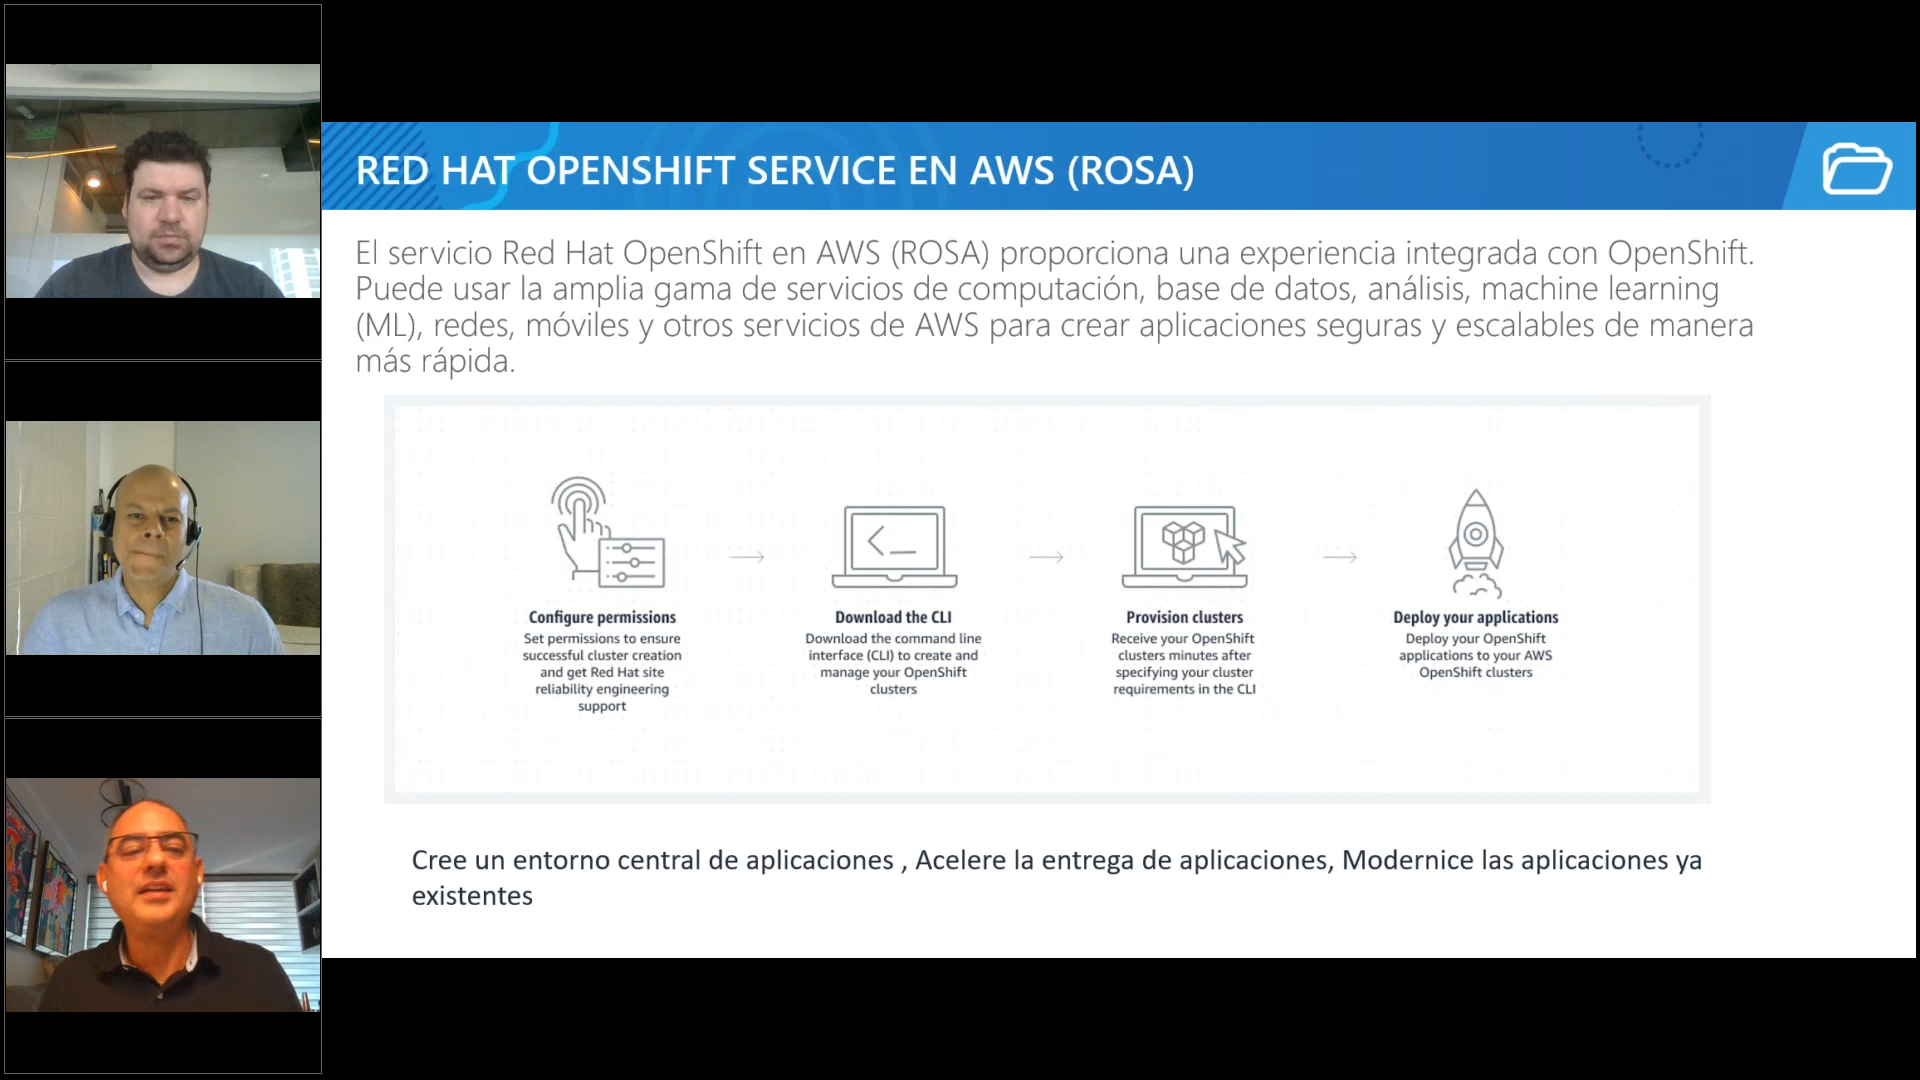 RED HAT OPENSHIFT SERVICE EN AWS (ROSA)
El servicio Red Hat OpenShift en AWS (ROSA) proporciona una experiencia integrada con OpenShift.
Puede usar la amplia gama de servicios de computación, base de datos, análisis, machine learning
(ML), redes, móviles y otros servicios de AWS para crear aplicaciones seguras y escalables de manera
más rápida.
Configure permissions
Set permissions to ensure
successful cluster creation
and get Red Hat site
reliability engineering
support
Download the CLI
Download the command line
interface (CLI) to create and
manage your OpenShift
clusters
Provision clusters
Receive your OpenShift
clusters minutes after
specifying your cluster
requirements in the CLI
Deploy your applications
Deploy your OpenShift
applications to your AWS
OpenShift clusters
Cree un entorno central de aplicaciones , Acelere la entrega de aplicaciones, Modernice las aplicaciones ya
existentes